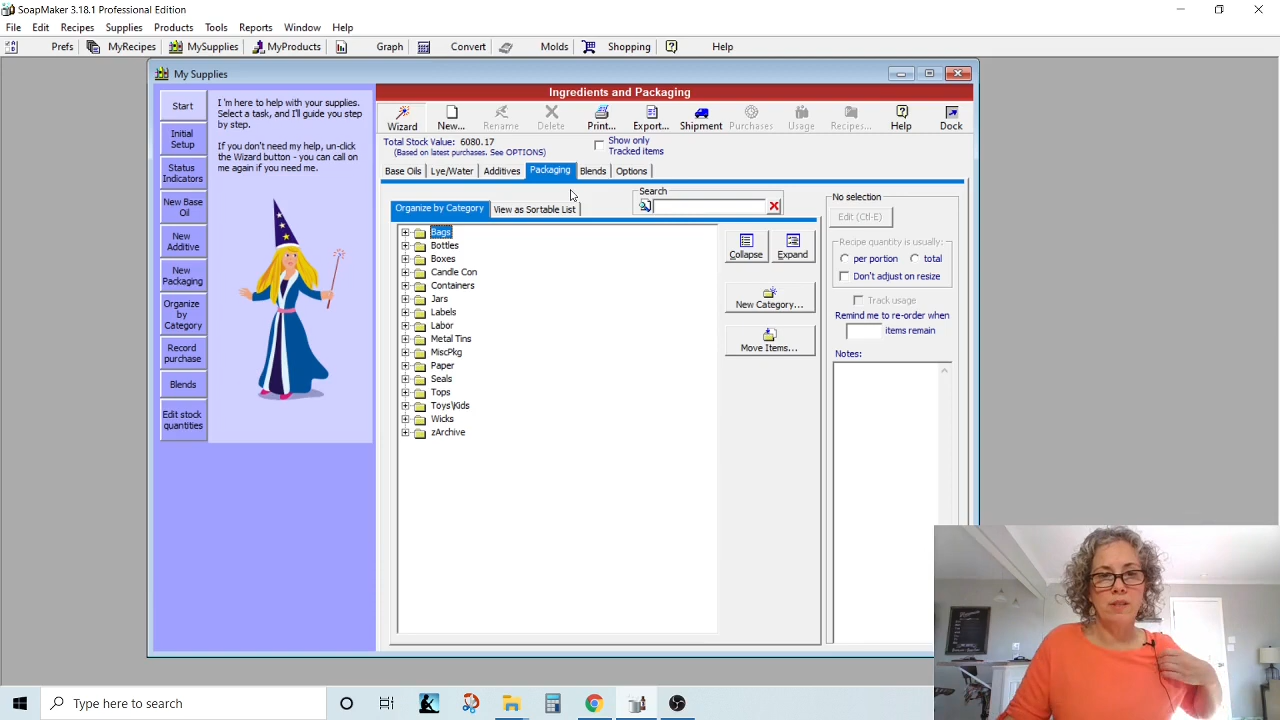 SoapMaker 3.18.1 Professional Edition
File Edit Recipes Supplies Products Tools Reports Window Help
Prefs MyRecipes MySupplies MyProducts Graph Convert Molds Shopping Help
My Supplies
Start
Initial Setup
Status Indicators
New Base Oil
New Additive
New Packaging
Organize by Category
Record purchase
Blends
Edit stock quantities
I'm here to help with your supplies.
Select a task, and I'll guide you step
by step.
If you don't need my help, un-click
the Wizard button - you can call on
me again if you need me.
Ingredients and Packaging
Wizard New... Rename Delete Print... Export... Shipment Purchases Usage Recipes... Help Dock
Total Stock Value: 6080.17
(Based on latest purchases. See OPTIONS)
Show only
Tracked items
Base Oils Lye/Water Additives Packaging Blends Options
Organize by Category View as Sortable List
Search
Bags
Bottles
Boxes
Candle Con
Containers
Jars
Labels
Labor
Metal Tins
MiscPkg
Paper
Seals
Tops
Toys\Kids
Wicks
zArchive
Collapse Expand
New Category...
Move Items...
No selection
Edit (Ctl-E)
Recipe quantity is usually:
per portion total
Don't adjust on resize
Track usage
Remind me to re-order when
items remain
Notes:
Type here to search